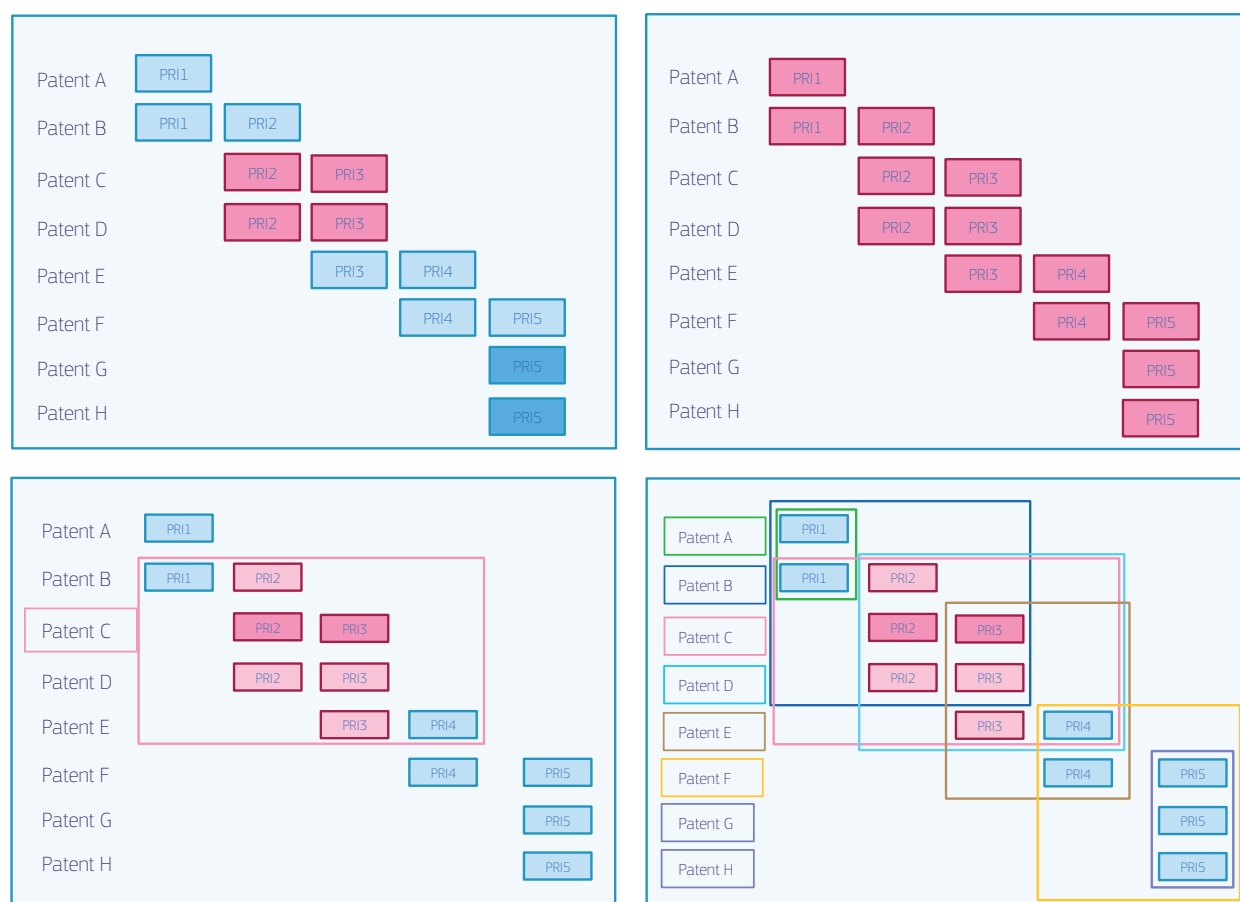 Patent A PRI1
Patent B PRI1 PRI2
Patent C PRI2 PRI3
Patent D PRI2 PRI3
Patent E PRI3 PRI4
Patent F PRI4 PRI5
Patent G PRI5
Patent H PRI5
Patent A PRI1
Patent B PRI1 PRI2
Patent C PRI2 PRI3
Patent D PRI2 PRI3
Patent E PRI3 PRI4
Patent F PRI4 PRI5
Patent G PRI5
Patent H PRI5
Patent A PRI1
Patent B PRI1 PRI2
Patent C PRI2 PRI3
Patent D PRI2 PRI3
Patent E PRI3 PRI4
Patent F PRI4 PRI5
Patent G PRI5
Patent H PRI5
Patent A PRI1
Patent B PRI1 PRI2
Patent C PRI2 PRI3
Patent D PRI2 PRI3
Patent E PRI3 PRI4
Patent F PRI4 PRI5
Patent G PRI5
Patent H PRI5